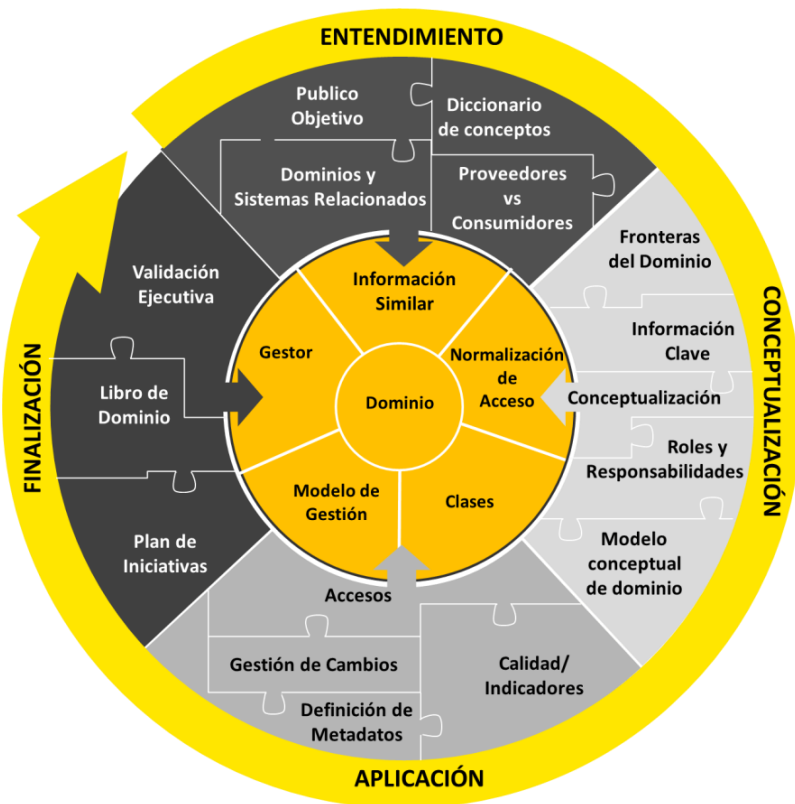 ENTENDIMIENTO
Publico
Objetivo
Diccionario
de conceptos
Dominios y
Sistemas Relacionados
Proveedores
vs
Consumidores
CONCEPTUALIZACIÓN
Fronteras
del Dominio
Información
Clave
Conceptualización
Roles y
Responsabilidades
Modelo
conceptual
de dominio
APLICACIÓN
Accesos
Gestión de Cambios
Definición de
Metadatos
Calidad/
Indicadores
FINALIZACIÓN
Validación
Ejecutiva
Libro de
Dominio
Plan de
Iniciativas
Información
Similar
Gestor
Normalización
de
Acceso
Dominio
Modelo de
Gestión
Clases